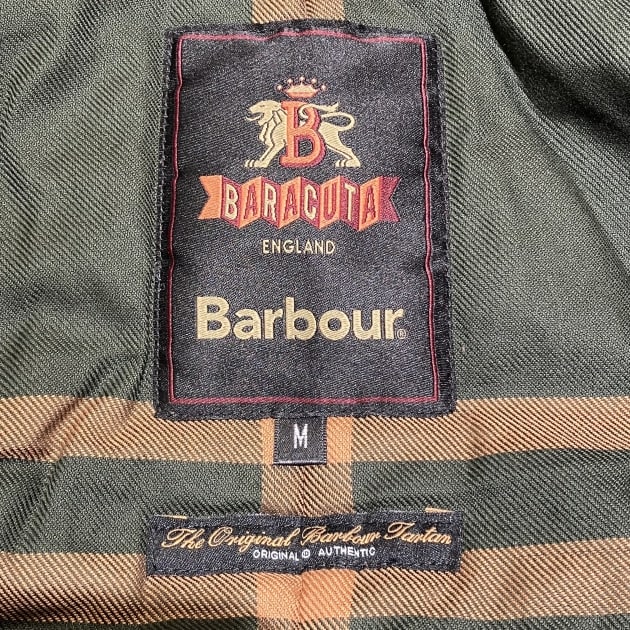 B
BARACUTA
ENGLAND
Barbour®
M
The Original Barbour Tartan
ORIGINAL & AUTHENTIC